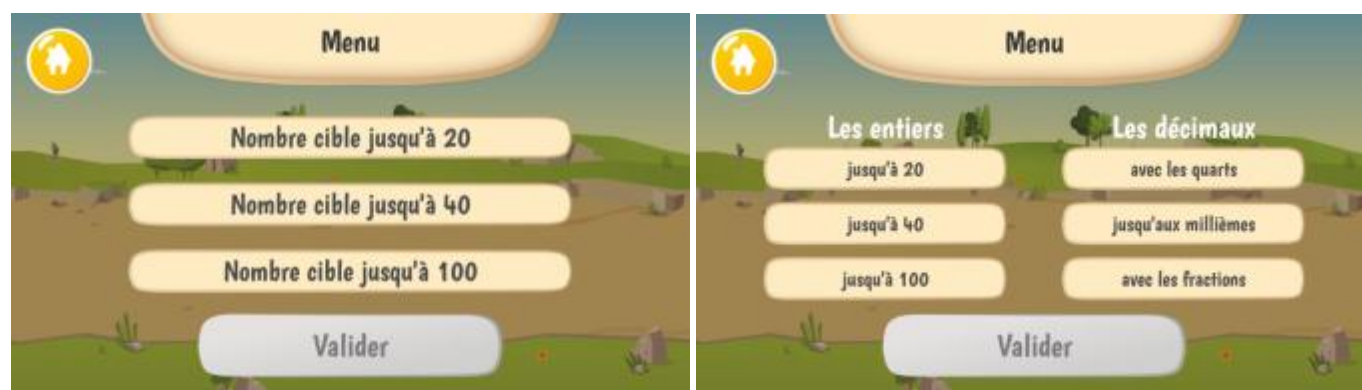 Menu
Nombre cible jusqu'à 20
Nombre cible jusqu'à 40
Nombre cible jusqu'à 100
Valider
Menu
Les entiers
jusqu'à 20
jusqu'à 40
jusqu'à 100
Les décimaux
avec les quarts
jusqu'aux millièmes
avec les fractions
Valider